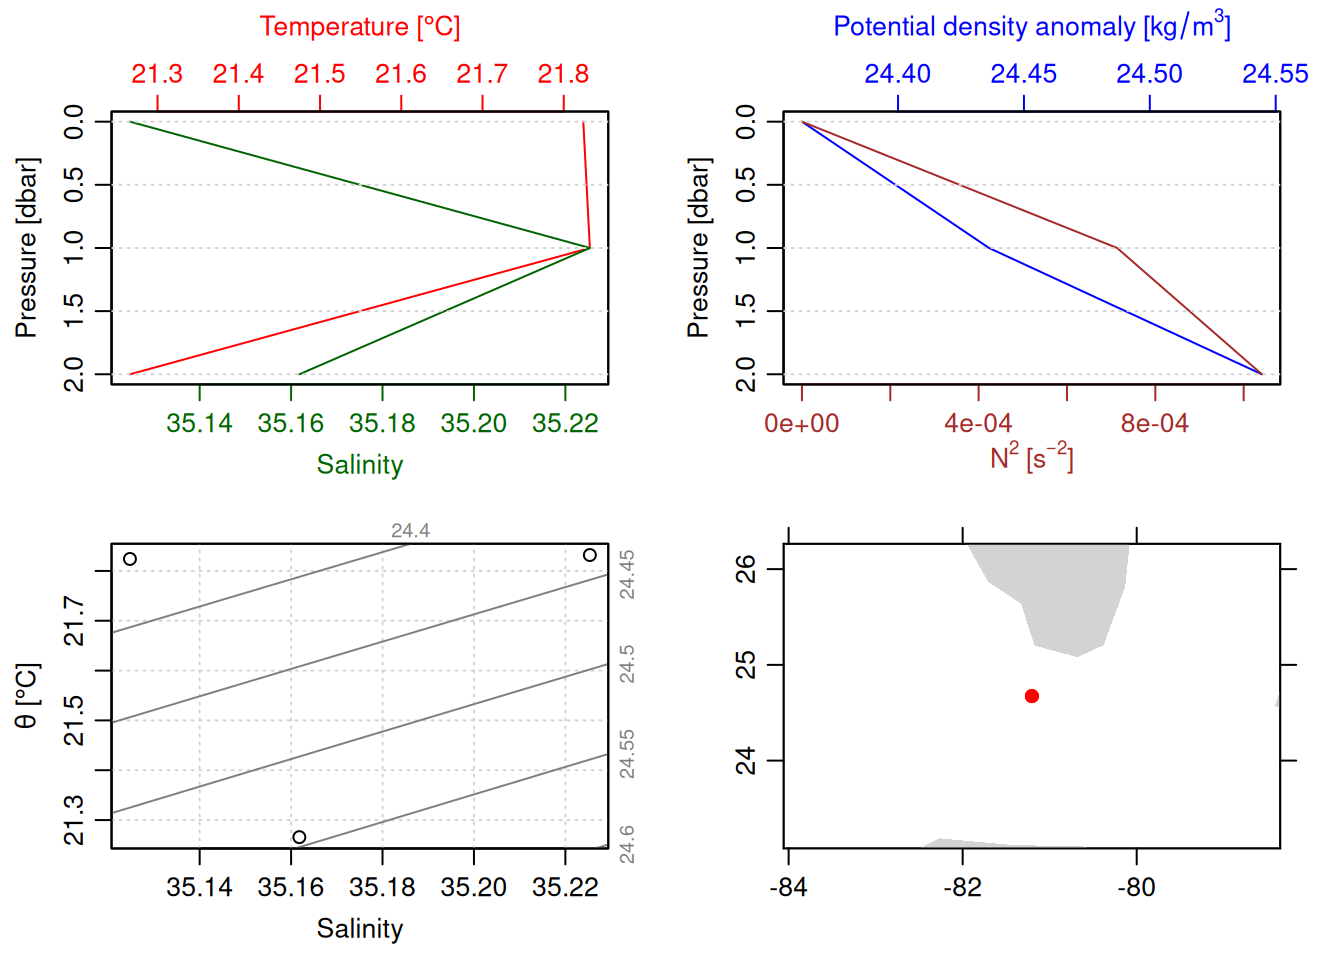 Temperature [°C]
21.3 21.4 21.5 21.6 21.7 21.8
Pressure [dbar]
0.0 0.5 1.0 1.5 2.0
35.14 35.16 35.18 35.20 35.22
Salinity
Potential density anomaly [kg/m³]
24.40 24.45 24.50 24.55
Pressure [dbar]
0.0 0.5 1.0 1.5 2.0
0e+00 4e-04 8e-04
N² [s⁻²]
24.4
24.45
24.5
24.55
24.6
θ [°C]
21.3 21.5 21.7
35.14 35.16 35.18 35.20 35.22
Salinity
26
25
24
-84 -82 -80